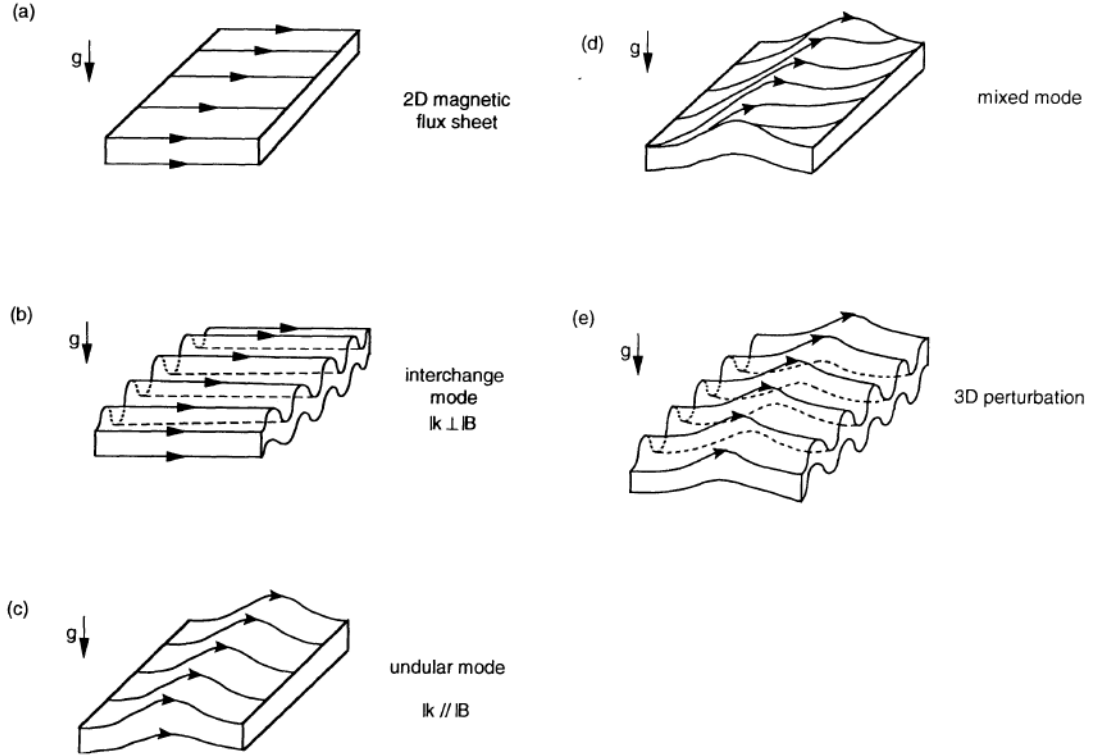 (a)
g
2D magnetic
flux sheet
(b)
g
interchange
mode
𝐤 ⊥ 𝐁
(c)
g
undular mode
𝐤 // 𝐁
(d)
g
mixed mode
(e)
g
3D perturbation